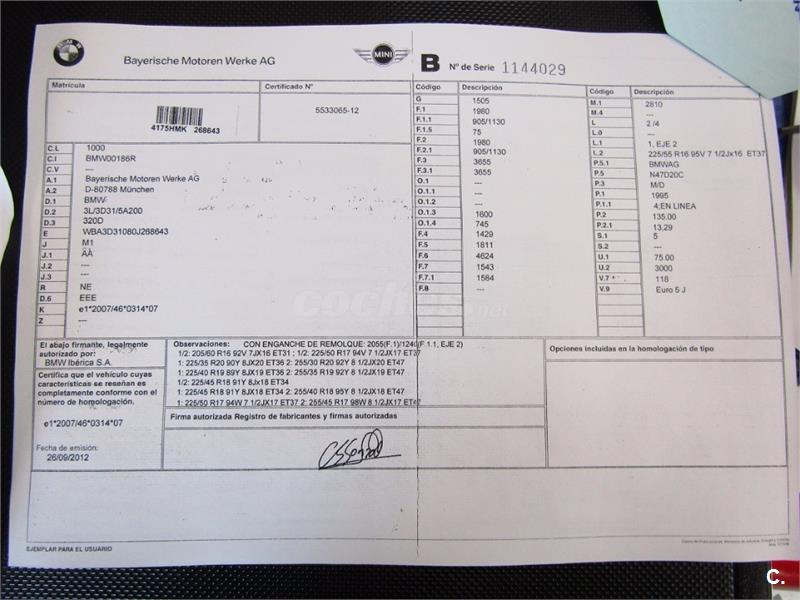 BMW
Bayerische Motoren Werke AG
MINI
B
Nº de Serie 1144029
Matrícula
Certificado Nº
4175HMK 268643
5533065-12
C.L 1000
C.I BMW00186R
C.V ---
A.1 Bayerische Motoren Werke AG
A.2 D-80788 München
D.1 BMW
D.2 3L/3D31/5A200
D.3 320D
E WBA3D31080J268643
J M1
J.1 ÄÀ
J.2 ---
J.3 ---
R NE
D.6 EEE
K e1*2007/46*0314*07
Z ---
Código Descripción
G 1505
F.1 1980
F.1.1 905/1130
F.1.5 75
F.2 1980
F.2.1 905/1130
F.3 3655
F.3.1 3655
O.1 ---
O.1.1 ---
O.1.2 ---
O.1.3 1600
O.1.4 745
F.4 1429
F.5 1811
F.6 4624
F.7 1543
F.7.1 1584
F.8 ---
Código Descripción
M.1 2810
M.4 ---
L 2 /4
L.0 ---
L.1 1, EJE 2
L.2 225/55 R16 95V 7 1/2Jx16 ET37
P.5.1 BMWAG
P.5 N47D20C
P.3 M/D
P.1 1995
P.1.1 4;EN LINEA
P.2 135.00
P.2.1 13,29
S.1 5
S.2 ---
U.1 75.00
U.2 3000
V.7 118
V.9 Euro 5 J
coches.net
El abajo firmante, legalmente
autorizado por:
BMW Ibérica S.A.
Certifica que el vehículo cuyas
características se reseñan es
completamente conforme con el
número de homologación.
e1*2007/46*0314*07
Fecha de emisión:
26/09/2012
Observaciones: CON ENGANCHE DE REMOLQUE: 2055(F.1)/1240(F.1.1, EJE 2)
1/2: 205/60 R16 92V 7JX16 ET31 ; 1/2: 225/50 R17 94V 7 1/2JX17 ET37
1: 225/35 R20 90Y 8JX20 ET36 2: 255/30 R20 92Y 8 1/2JX20 ET47
1: 225/40 R19 89Y 8JX19 ET36 2: 255/35 R19 92Y 8 1/2JX19 ET47
1/2: 225/45 R18 91Y 8Jx18 ET34
1: 225/45 R18 91Y 8JX18 ET34 2: 255/40 R18 95Y 8 1/2JX18 ET47
1: 225/50 R17 94W 7 1/2JX17 ET37 2: 255/45 R17 98W 8 1/2JX17 ET47
Firma autorizada Registro de fabricantes y firmas autorizadas
Opciones incluidas en la homologación de tipo
EJEMPLAR PARA EL USUARIO
C.